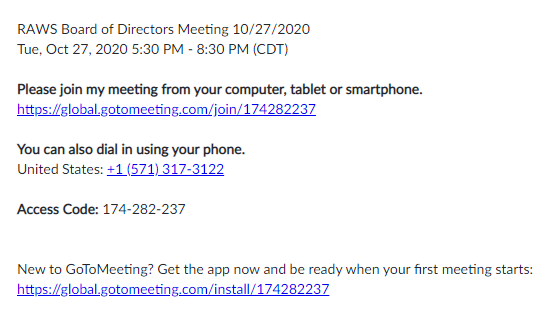 RAWS Board of Directors Meeting 10/27/2020
Tue, Oct 27, 2020 5:30 PM - 8:30 PM (CDT)
Please join my meeting from your computer, tablet or smartphone.
https://global.gotomeeting.com/join/174282237
You can also dial in using your phone.
United States: +1 (571) 317-3122
Access Code: 174-282-237
New to GoToMeeting? Get the app now and be ready when your first meeting starts:
https://global.gotomeeting.com/install/174282237